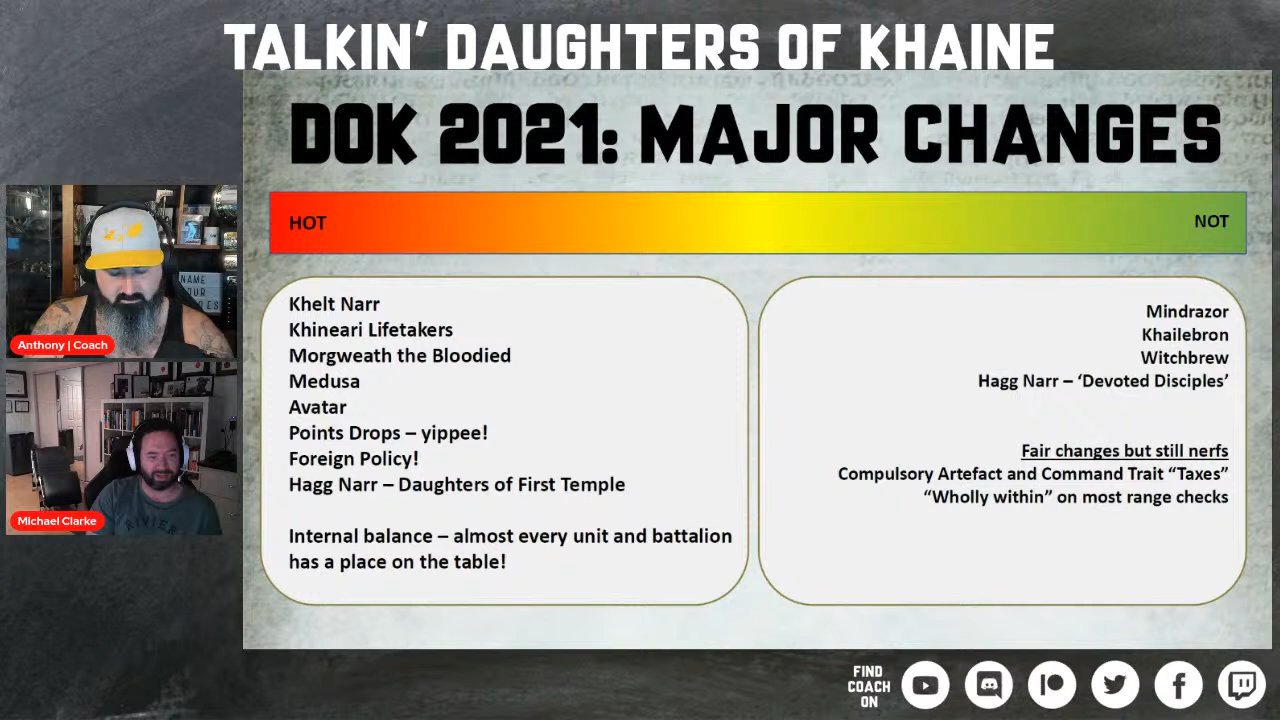 TALKIN' DAUGHTERS OF KHAINE
DOK 2021: MAJOR CHANGES
HOT
NOT
Khelt Narr
Khineari Lifetakers
Morgweath the Bloodied
Medusa
Avatar
Points Drops – yippee!
Foreign Policy!
Hagg Narr – Daughters of First Temple
Internal balance – almost every unit and battalion
has a place on the table!
Mindrazor
Khailebron
Witchbrew
Hagg Narr – ‘Devoted Disciples’
Fair changes but still nerfs
Compulsory Artefact and Command Trait “Taxes”
“Wholly within” on most range checks
NAME
Anthony | Coach
RIVIER
Michael Clarke
FIND
COACH
ON